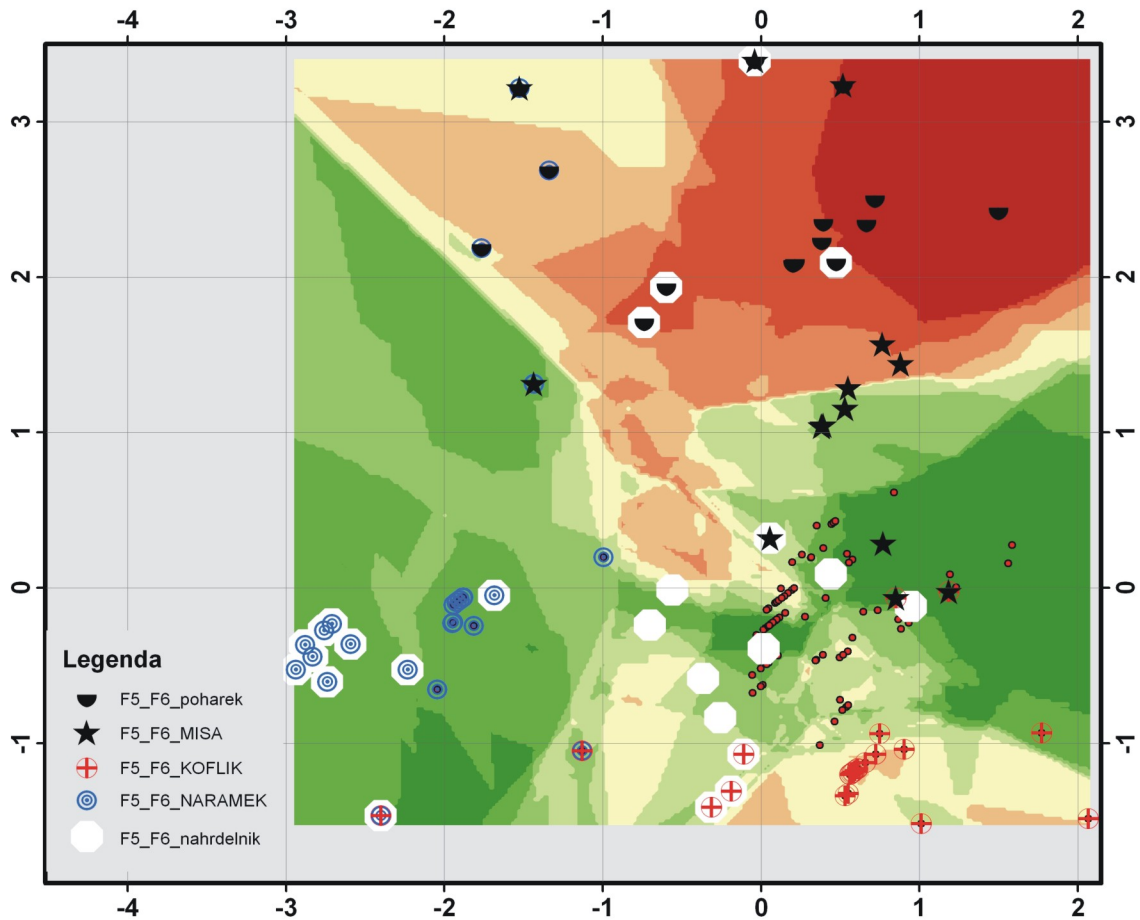 -4 -3 -2 -1 0 1 2
3 3
2 2
1 1
0 0
-1 -1
Legenda
F5_F6_poharek
F5_F6_MISA
F5_F6_KOFLIK
F5_F6_NARAMEK
F5_F6_nahrdelnik
-4 -3 -2 -1 0 1 2